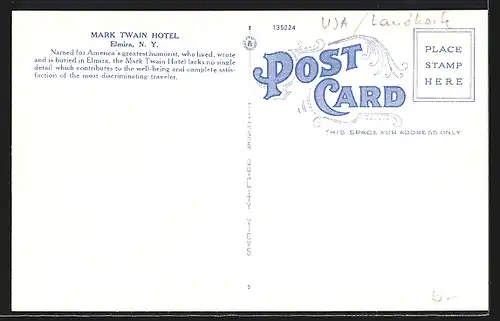 MARK TWAIN HOTEL
Elmira, N. Y.
Named for America's greatest humorist, who lived, wrote
and is buried in Elmira, the Mark Twain Hotel lacks no single
detail which contributes to the well-being and complete satis-
faction of the most discriminating traveler.
135224
USA /
POST
CARD
THIS SPACE FOR ADDRESS ONLY
PLACE
STAMP
HERE